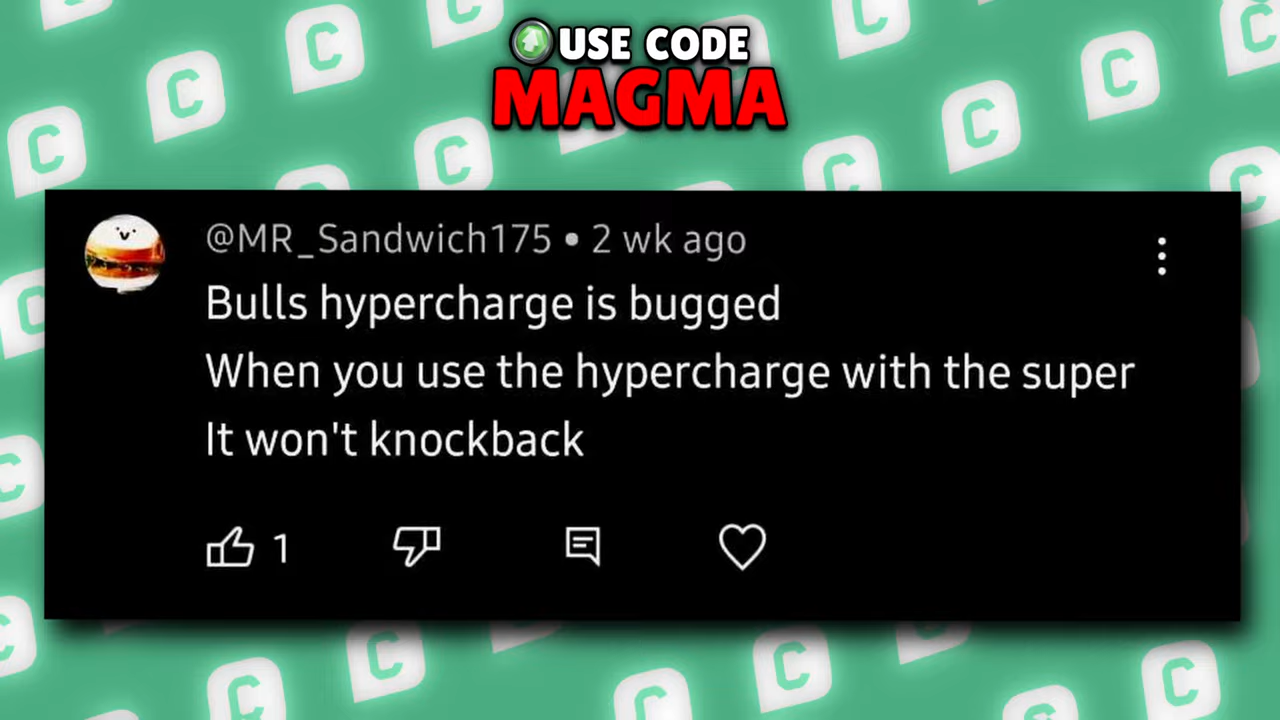 USE CODE
MAGMA
@MR_Sandwich175 • 2 wk ago
Bulls hypercharge is bugged
When you use the hypercharge with the super
It won't knockback
1